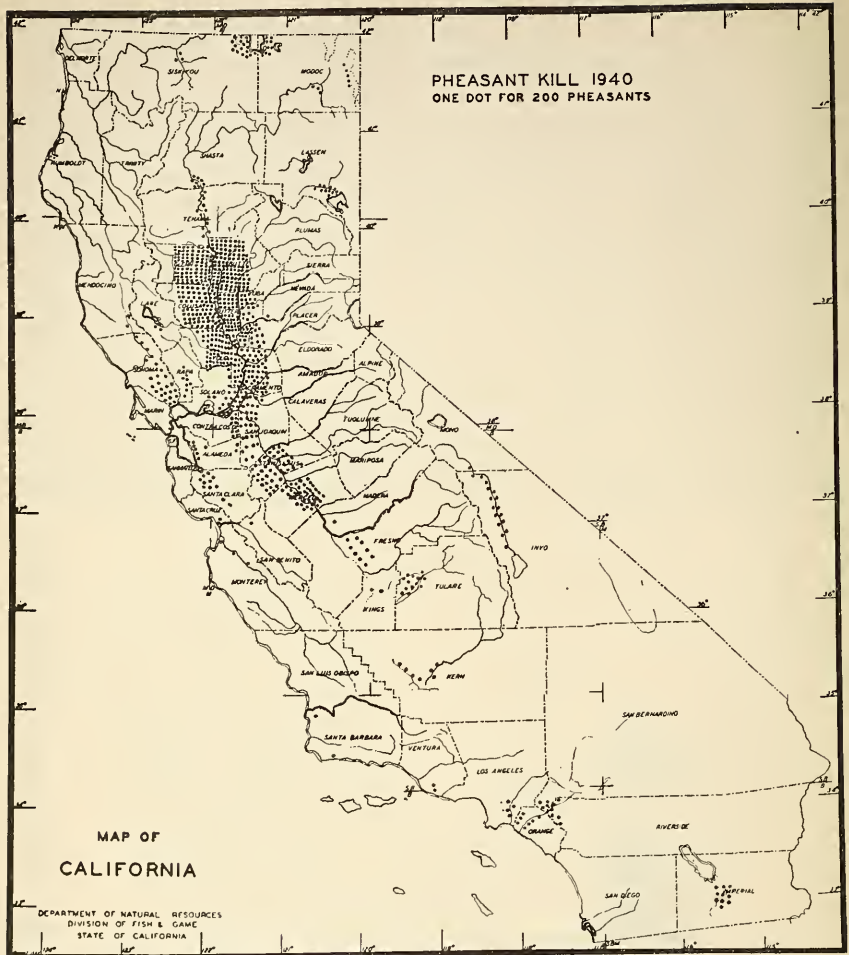 PHEASANT KILL 1940
ONE DOT FOR 200 PHEASANTS
DEL NORTE
SISKIYOU
MODOC
HUMBOLDT
TRINITY
SHASTA
LASSEN
TEHAMA
PLUMAS
MENDOCINO
SIERRA
NEVADA
LAKE
PLACER
ELDORADO
ALPINE
SONOMA
NAPA
SOLANO
AMADOR
CALAVERAS
MARIN
CONTRA COS
SAN JOAQUIN
TUOLUMNE
MONO
ALAMEDA
MARIPOSA
SANTA CLARA
MADERA
SANTA CRUZ
FRESNO
INYO
SAN BENITO
MONTEREY
KINGS
TULARE
SAN LUIS OBISPO
KERN
SAN BERNARDINO
SANTA BARBARA
VENTURA
LOS ANGELES
ORANGE
RIVERSIDE
SAN DIEGO
IMPERIAL
MAP OF
CALIFORNIA
DEPARTMENT OF NATURAL RESOURCES
DIVISION OF FISH & GAME
STATE OF CALIFORNIA